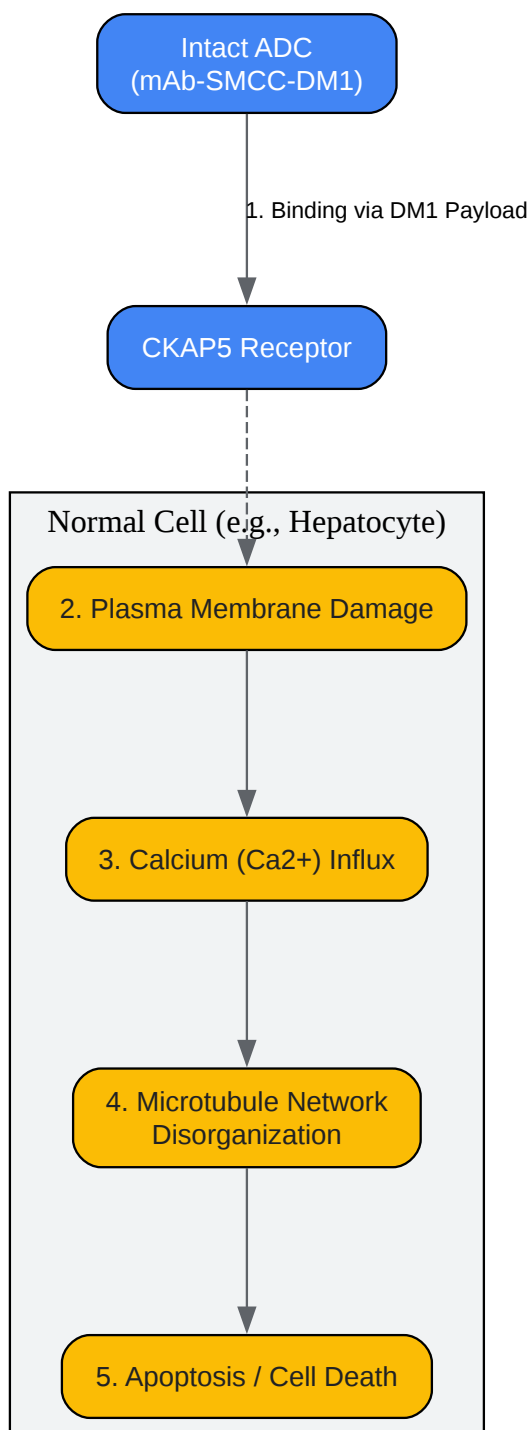 Intact ADC
(mAb-SMCC-DM1)
1. Binding via DM1 Payload
CKAP5 Receptor
Normal Cell (e.g., Hepatocyte)
2. Plasma Membrane Damage
3. Calcium (Ca2+) Influx
4. Microtubule Network
Disorganization
5. Apoptosis / Cell Death